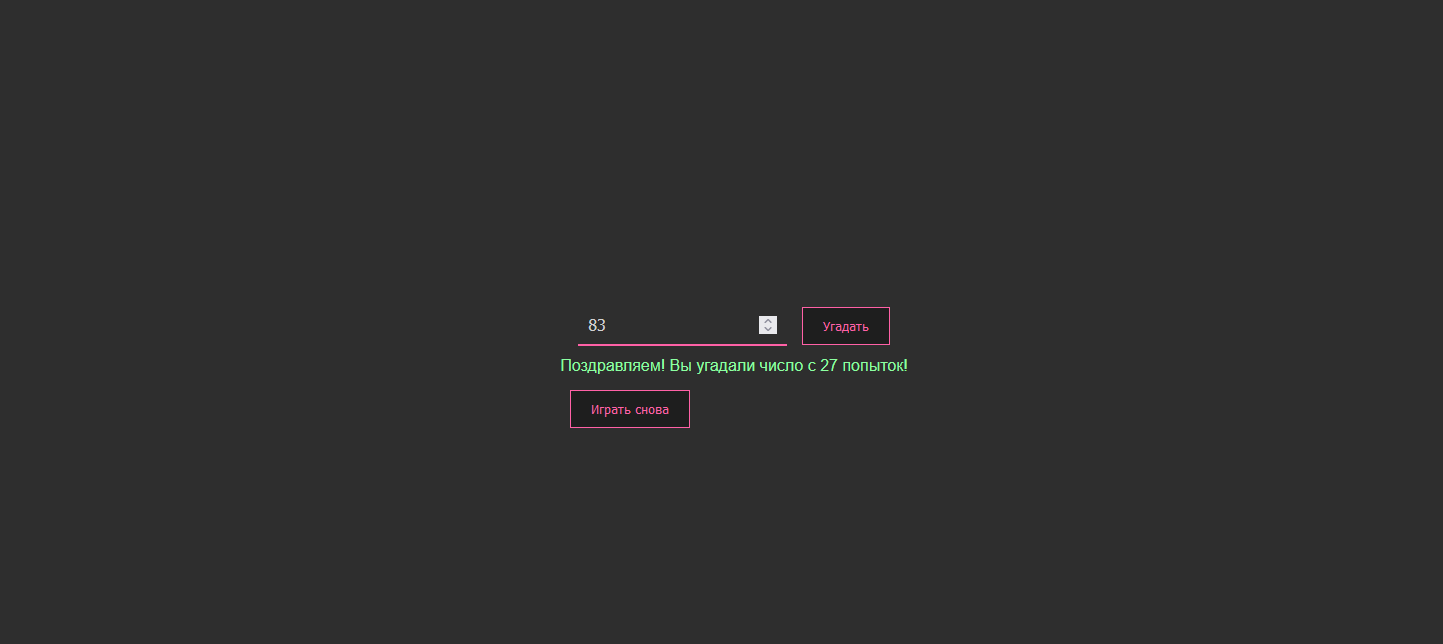 83 Угадать
Поздравляем! Вы угадали число с 27 попыток!
Играть снова